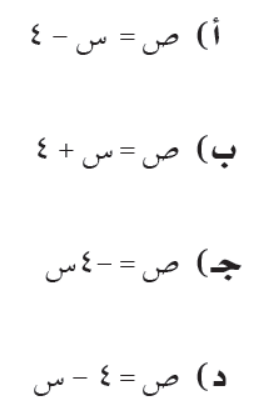 أ) ص = س − ٤
ب) ص = س + ٤
جـ) ص = −٤س
د) ص = ٤ − س